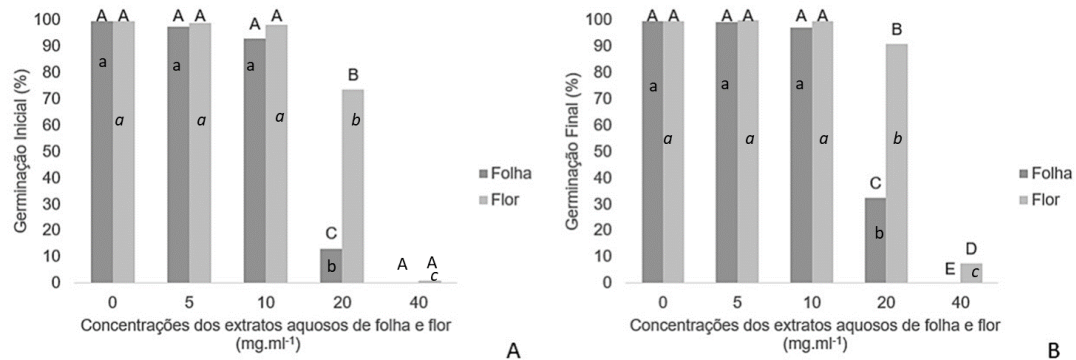 Germinação Inicial (%)
100
90
80
70
60
50
40
30
20
10
0
A A
A A
A A
B
C
A A
a
a
a
a
a
a
b
b
c
0 5 10 20 40
Concentrações dos extratos aquosos de folha e flor
(mg.ml-1)
Folha
Flor
A
Germinação Final (%)
100
90
80
70
60
50
40
30
20
10
0
A A
A A
A A
B
C
E D
a
a
a
a
a
a
b
b
c
0 5 10 20 40
Concentrações dos extratos aquosos de folha e flor
(mg.ml-1)
Folha
Flor
B